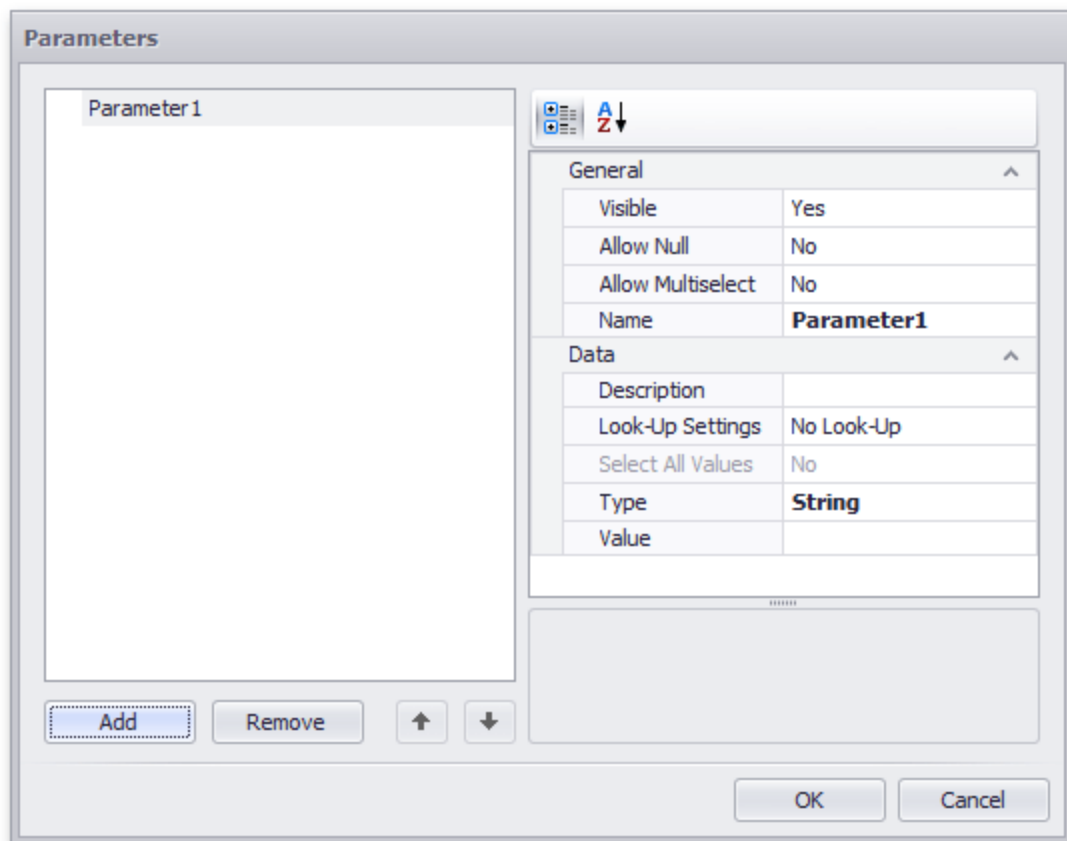 Parameters
Parameter1
General
Visible Yes
Allow Null No
Allow Multiselect No
Name Parameter1
Data
Description
Look-Up Settings No Look-Up
Select All Values No
Type String
Value
Add Remove
OK Cancel